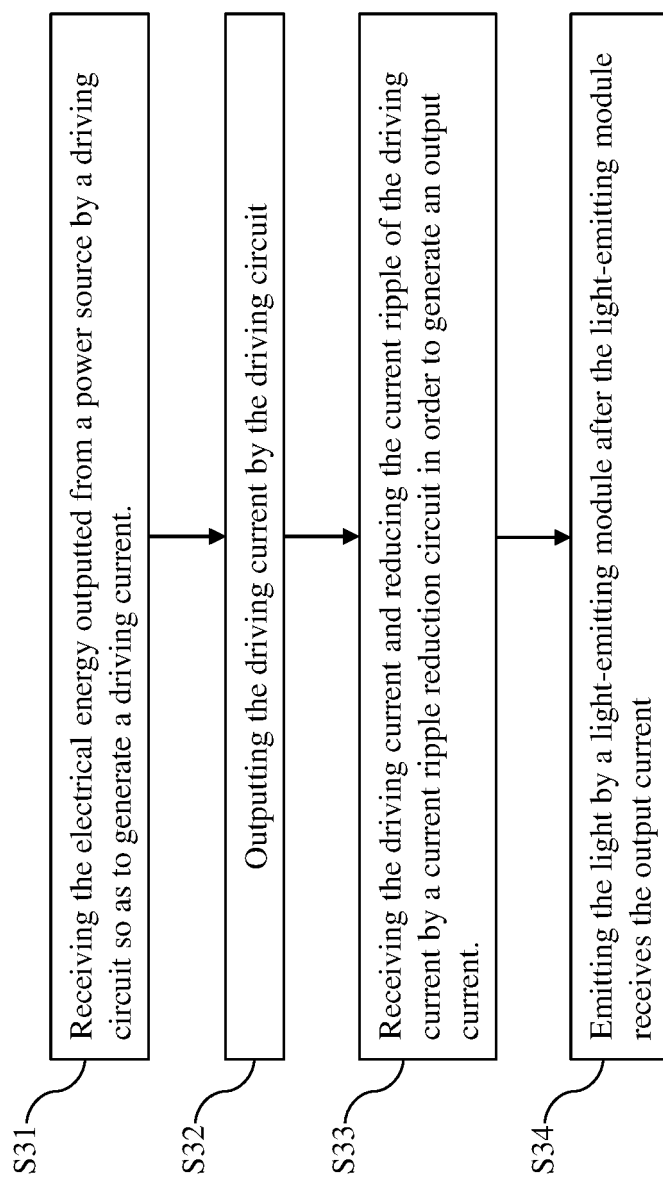 S31
Receiving the electrical energy outputted from a power source by a driving
circuit so as to generate a driving current.
S32
Outputting the driving current by the driving circuit
S33
Receiving the driving current and reducing the current ripple of the driving
current by a current ripple reduction circuit in order to generate an output
current.
S34
Emitting the light by a light-emitting module after the light-emitting module
receives the output current